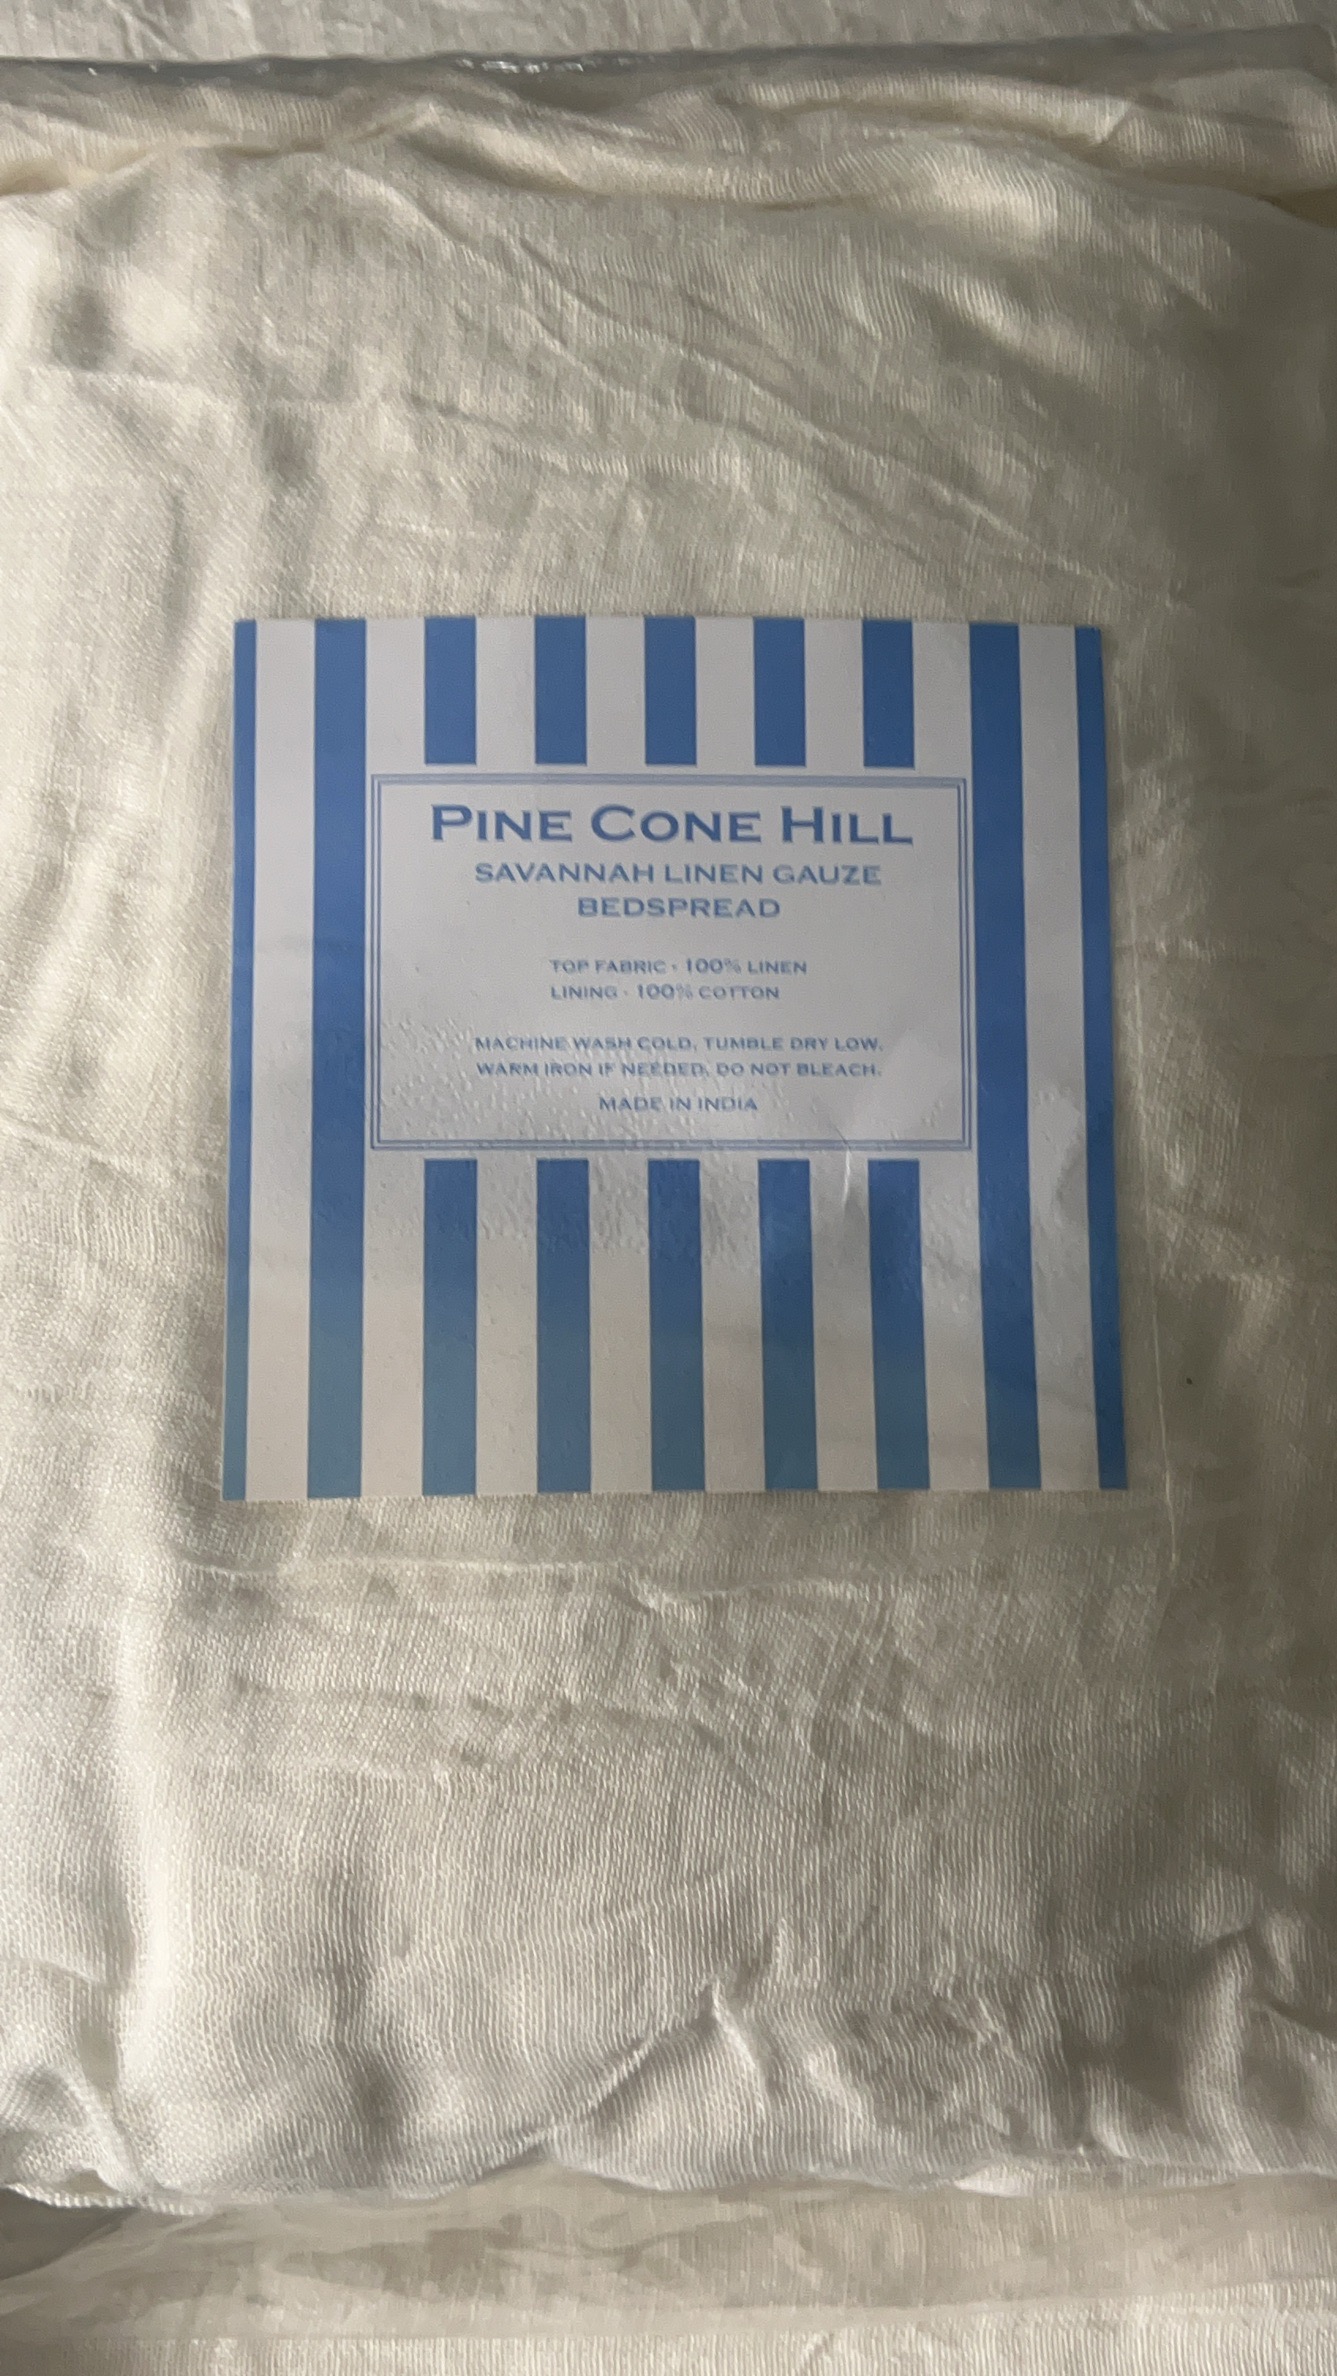 PINE CONE HILL
SAVANNAH LINEN GAUZE
BEDSPREAD
TOP FABRIC - 100% LINEN
LINING - 100% COTTON
MACHINE WASH COLD, TUMBLE DRY LOW.
WARM IRON IF NEEDED. DO NOT BLEACH.
MADE IN INDIA